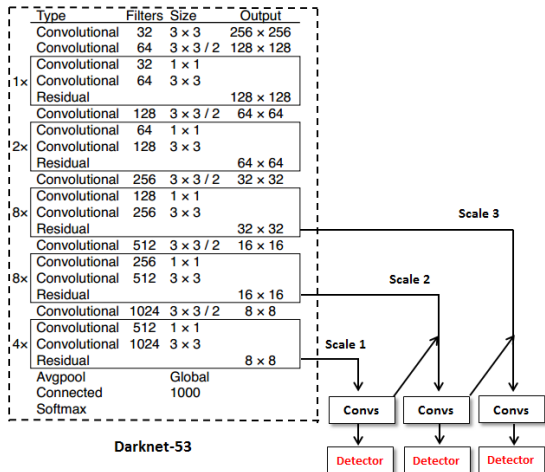 Type Filters Size Output
Convolutional 32 3 × 3 256 × 256
Convolutional 64 3 × 3 / 2 128 × 128
Convolutional 32 1 × 1
1× Convolutional 64 3 × 3
Residual 128 × 128
Convolutional 128 3 × 3 / 2 64 × 64
Convolutional 64 1 × 1
2× Convolutional 128 3 × 3
Residual 64 × 64
Convolutional 256 3 × 3 / 2 32 × 32
Convolutional 128 1 × 1
8× Convolutional 256 3 × 3
Residual 32 × 32
Convolutional 512 3 × 3 / 2 16 × 16
Convolutional 256 1 × 1
8× Convolutional 512 3 × 3
Residual 16 × 16
Convolutional 1024 3 × 3 / 2 8 × 8
Convolutional 512 1 × 1
4× Convolutional 1024 3 × 3
Residual 8 × 8
Avgpool Global
Connected 1000
Softmax
Darknet-53
Scale 3
Scale 2
Scale 1
Convs Convs Convs
Detector Detector Detector